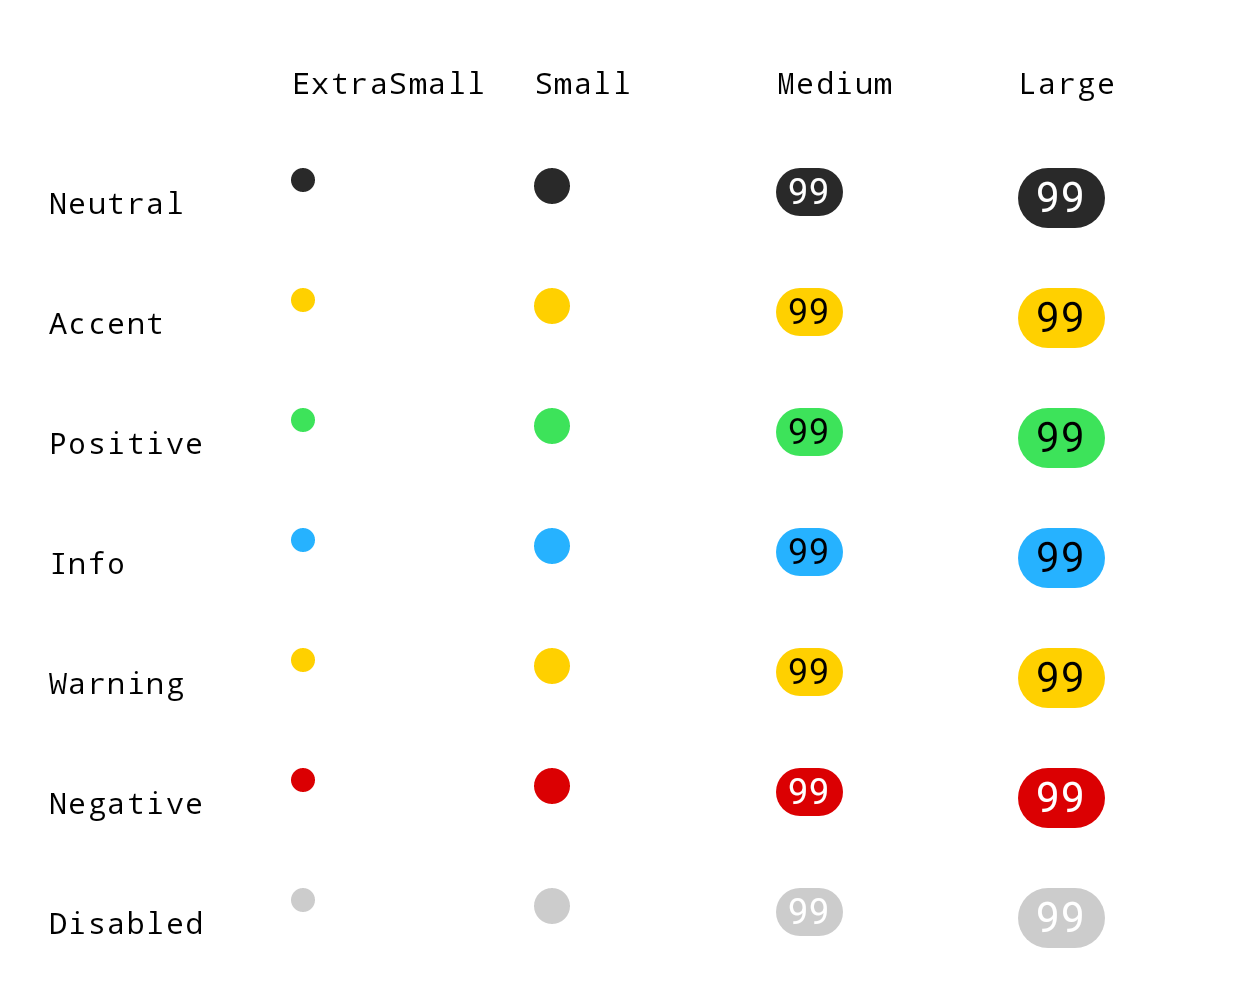 ExtraSmall Small Medium Large
Neutral 99 99
Accent 99 99
Positive 99 99
Info 99 99
Warning 99 99
Negative 99 99
Disabled 99 99